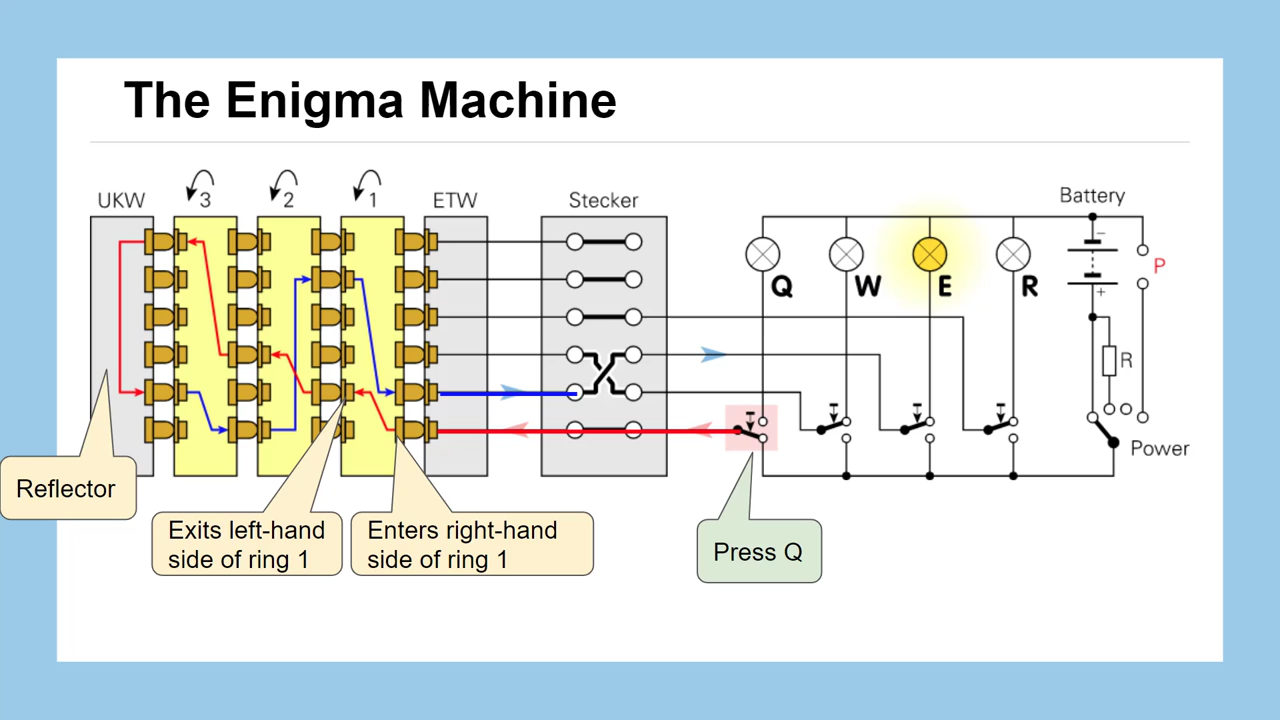 The Enigma Machine
UKW
3
2
1
ETW
Stecker
Battery
Q
W
E
R
−
+
P
R
Power
Reflector
Exits left-hand
side of ring 1
Enters right-hand
side of ring 1
Press Q